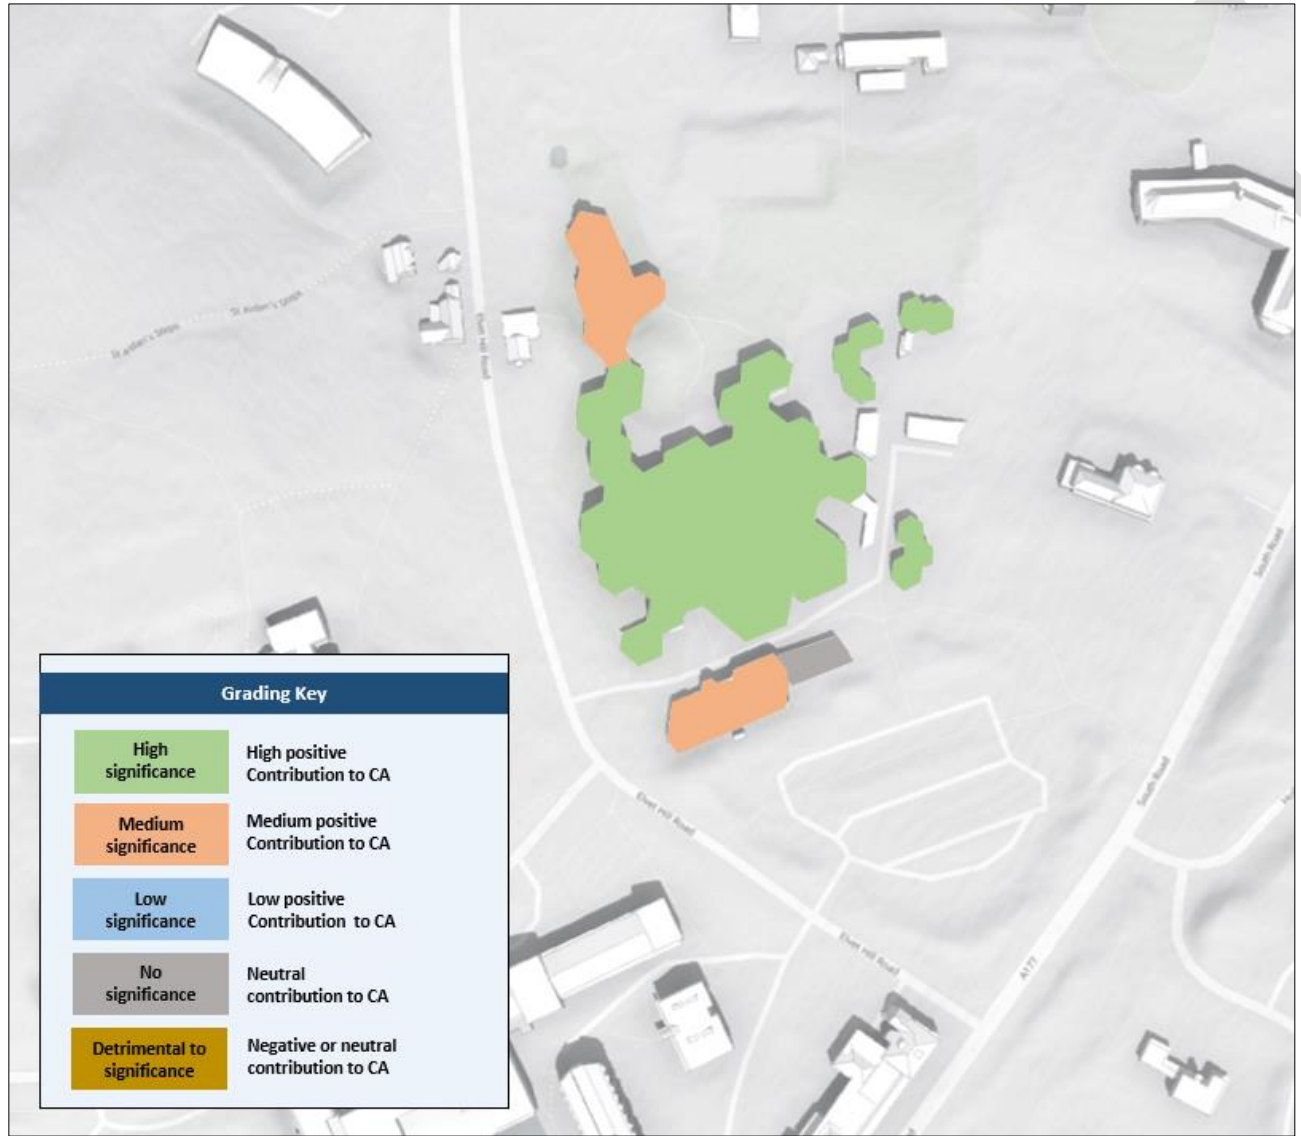 St Aidan's Steps
St Aidan's Steps
Elvet Hill Road
South Road
Grading Key
High
significance
High positive
Contribution to CA
Medium
significance
Medium positive
Contribution to CA
Low
significance
Low positive
Contribution to CA
No
significance
Neutral
contribution to CA
Detrimental to
significance
Negative or neutral
contribution to CA
Elvet Hill Road
South Road
Elvet Hill Road
A177